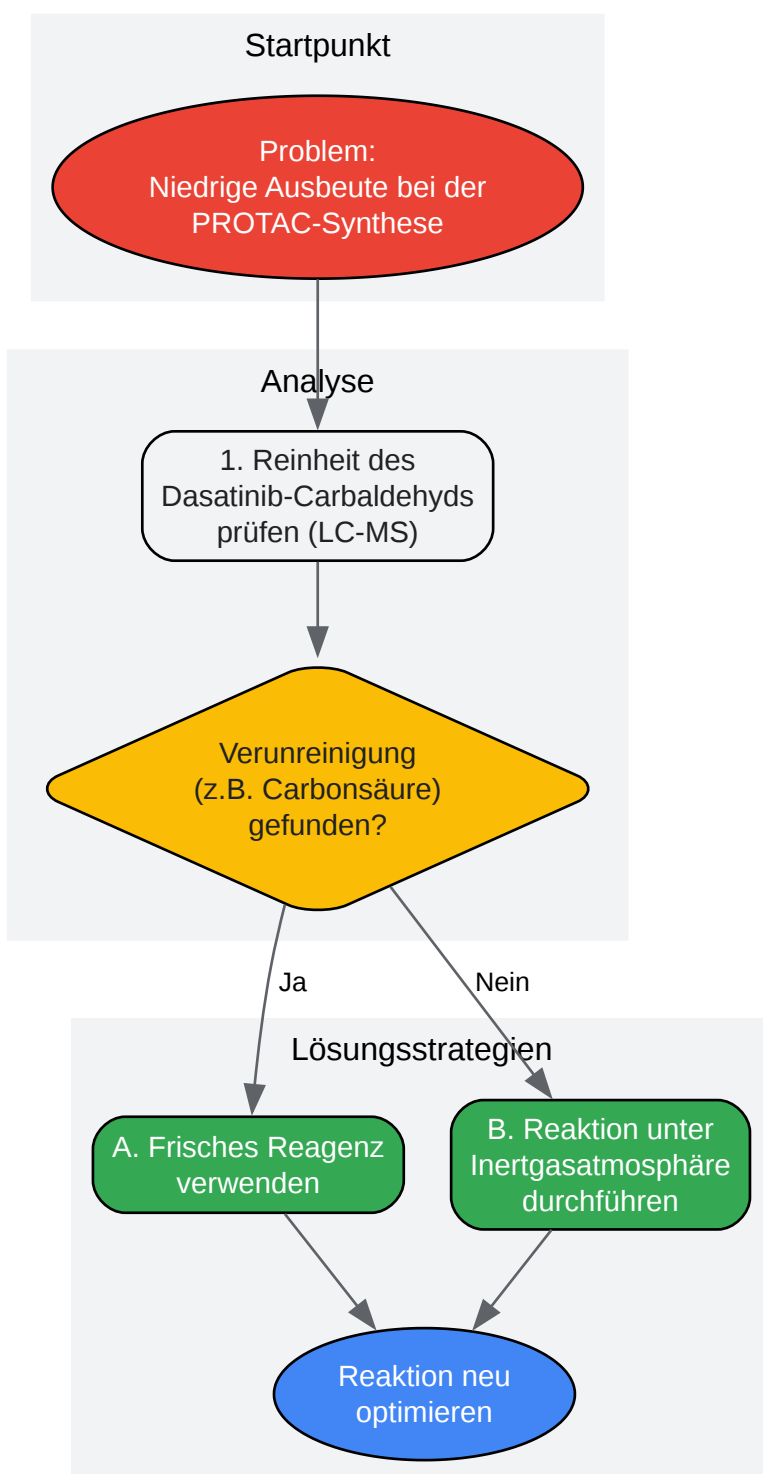 Startpunkt
Problem:
Niedrige Ausbeute bei der
PROTAC-Synthese
Analyse
1. Reinheit des
Dasatinib-Carbaldehyds
prüfen (LC-MS)
Verunreinigung
(z.B. Carbonsäure)
gefunden?
Ja
Nein
Lösungsstrategien
A. Frisches Reagenz
verwenden
B. Reaktion unter
Inertgasatmosphäre
durchführen
Reaktion neu
optimieren